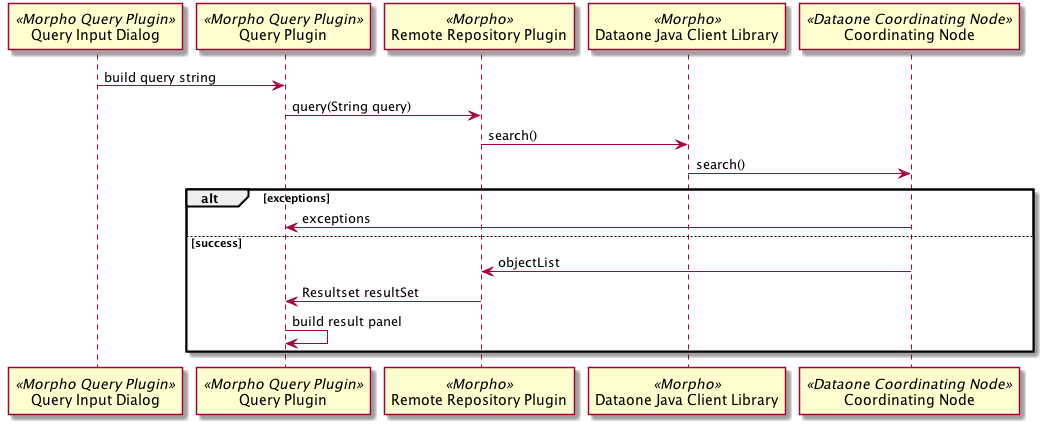 «Morpho Query Plugin»
Query Input Dialog
«Morpho Query Plugin»
Query Plugin
«Morpho»
Remote Repository Plugin
«Morpho»
Dataone Java Client Library
«Dataone Coordinating Node»
Coordinating Node
build query string
query(String query)
search()
search()
alt
[exceptions]
exceptions
[success]
objectList
Resultset resultSet
build result panel
«Morpho Query Plugin»
Query Input Dialog
«Morpho Query Plugin»
Query Plugin
«Morpho»
Remote Repository Plugin
«Morpho»
Dataone Java Client Library
«Dataone Coordinating Node»
Coordinating Node